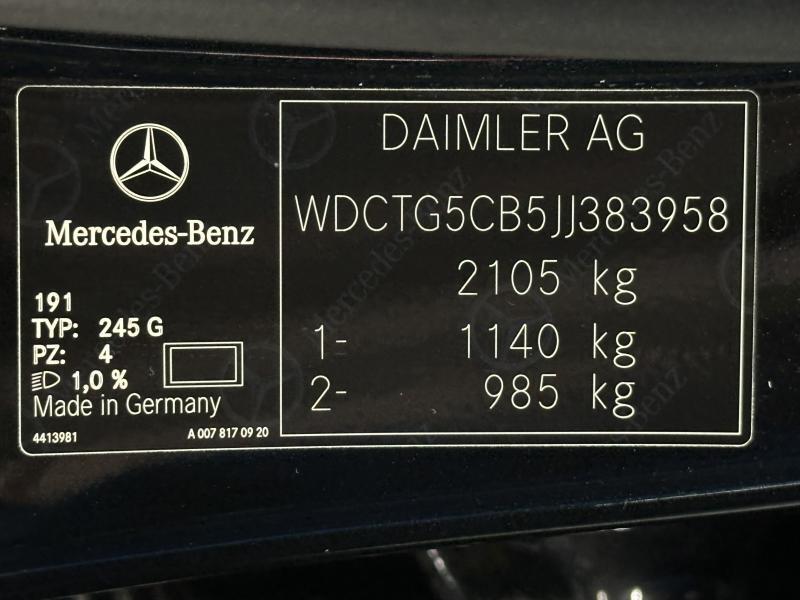 Mercedes-Benz
191
TYP: 245 G
PZ: 4
1,0 %
Made in Germany
4413981
A 007 817 09 20
DAIMLER AG
WDCTG5CB5JJ383958
2105 kg
1- 1140 kg
2- 985 kg